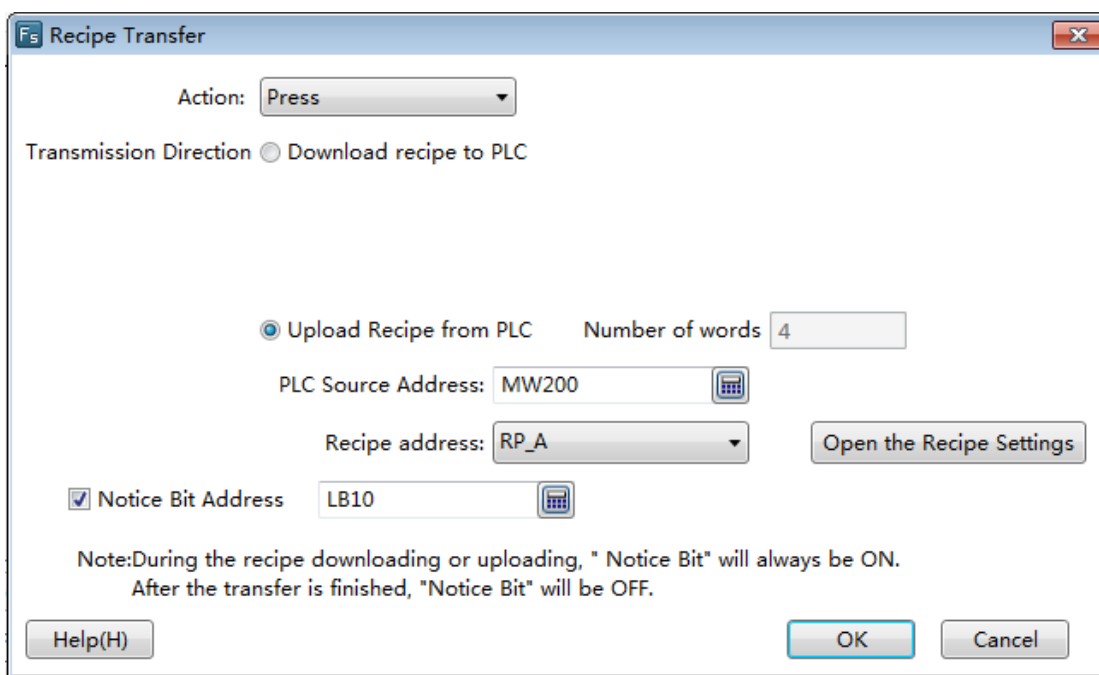 Fs Recipe Transfer
Action: Press
Transmission Direction Download recipe to PLC
Upload Recipe from PLC Number of words 4
PLC Source Address: MW200
Recipe address: RP_A Open the Recipe Settings
Notice Bit Address LB10
Note:During the recipe downloading or uploading, " Notice Bit" will always be ON.
After the transfer is finished, "Notice Bit" will be OFF.
Help(H) OK Cancel